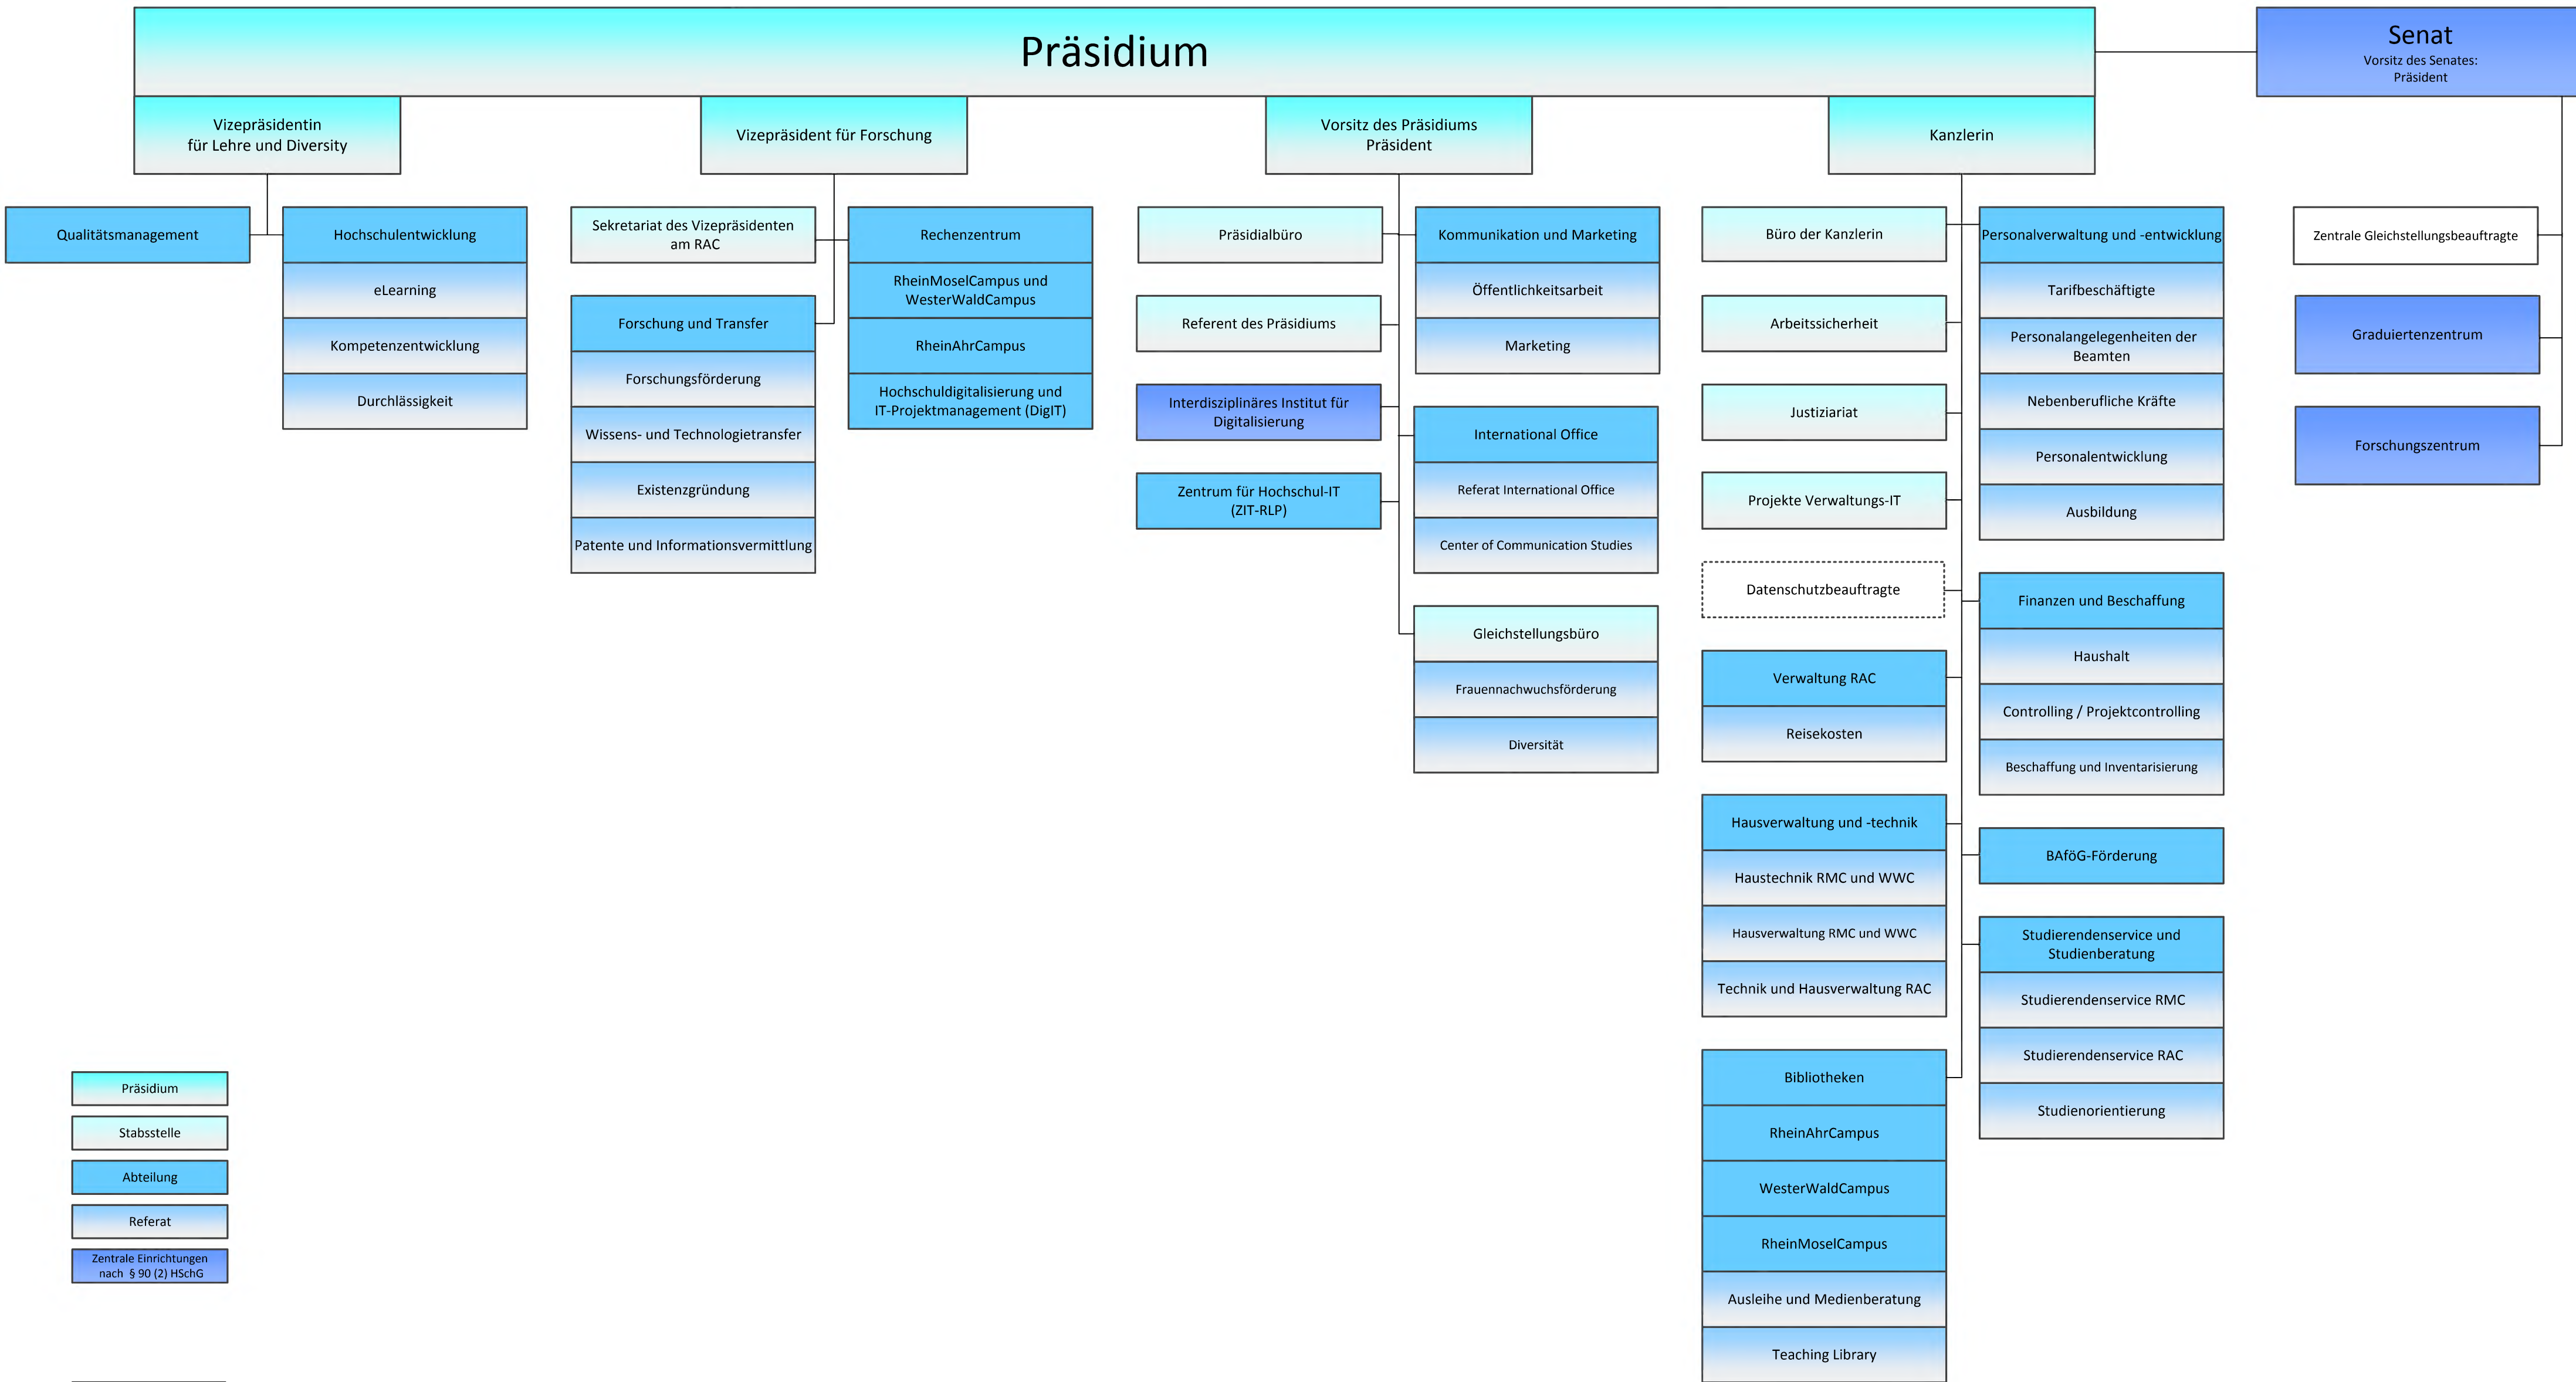 Präsidium
Senat
Vorsitz des Senates:
Präsident
Vizepräsidentin
für Lehre und Diversity
Vizepräsident für Forschung
Vorsitz des Präsidiums
Präsident
Kanzlerin
Qualitätsmanagement
Hochschulentwicklung
eLearning
Kompetenzentwicklung
Durchlässigkeit
Sekretariat des Vizepräsidenten
am RAC
Forschung und Transfer
Forschungsförderung
Wissens- und Technologietransfer
Existenzgründung
Patente und Informationsvermittlung
Rechenzentrum
RheinMoselCampus und
WesterWaldCampus
RheinAhrCampus
Hochschuldigitalisierung und
IT-Projektmanagement (DigIT)
Präsidialbüro
Referent des Präsidiums
Interdisziplinäres Institut für
Digitalisierung
Zentrum für Hochschul-IT
(ZIT-RLP)
Kommunikation und Marketing
Öffentlichkeitsarbeit
Marketing
International Office
Referat International Office
Center of Communication Studies
Gleichstellungsbüro
Frauennachwuchsförderung
Diversität
Büro der Kanzlerin
Arbeitssicherheit
Justiziariat
Projekte Verwaltungs-IT
Datenschutzbeauftragte
Verwaltung RAC
Reisekosten
Hausverwaltung und -technik
Haustechnik RMC und WWC
Hausverwaltung RMC und WWC
Technik und Hausverwaltung RAC
Bibliotheken
RheinAhrCampus
WesterWaldCampus
RheinMoselCampus
Ausleihe und Medienberatung
Teaching Library
Personalverwaltung und -entwicklung
Tarifbeschäftigte
Personalangelegenheiten der
Beamten
Nebenberufliche Kräfte
Personalentwicklung
Ausbildung
Finanzen und Beschaffung
Haushalt
Controlling / Projektcontrolling
Beschaffung und Inventarisierung
BAföG-Förderung
Studierendenservice und
Studienberatung
Studierendenservice RMC
Studierendenservice RAC
Studienorientierung
Zentrale Gleichstellungsbeauftragte
Graduiertenzentrum
Forschungszentrum
Präsidium
Stabsstelle
Abteilung
Referat
Zentrale Einrichtungen
nach § 90 (2) HSchG